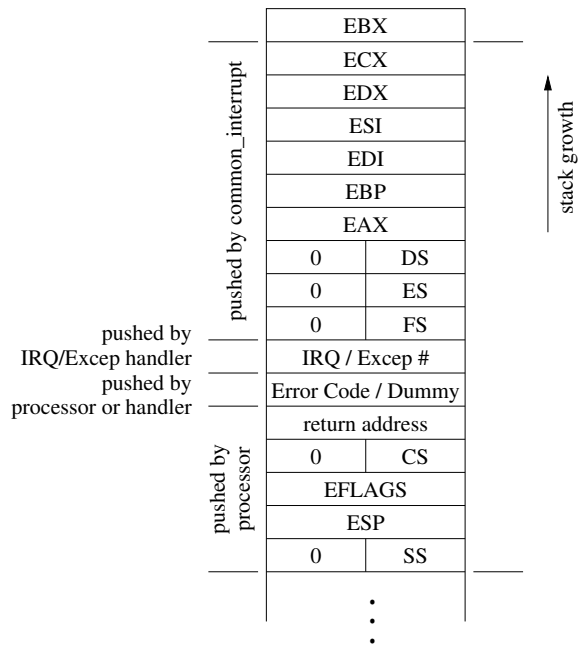 EBX
ECX
EDX
ESI
EDI
EBP
EAX
0 DS
0 ES
0 FS
IRQ / Excep #
Error Code / Dummy
return address
0 CS
EFLAGS
ESP
0 SS
pushed by common_interrupt
pushed by
IRQ/Excep handler
pushed by
processor or handler
pushed by
processor
stack growth